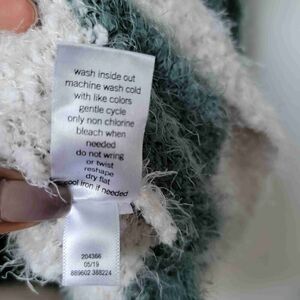 wash inside out
machine wash cold
with like colors
gentle cycle
only non chlorine
bleach when
needed
do not wring
or twist
reshape
dry flat
cool iron if needed
204366
05/19
889602 388224